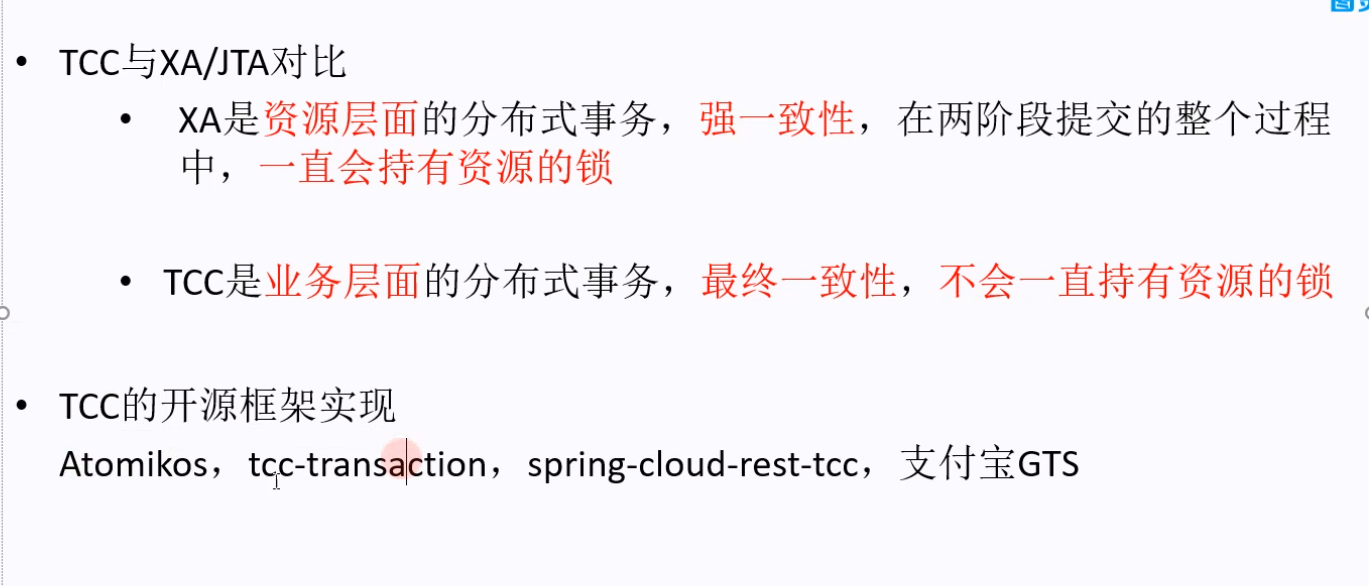 • TCC与XA/JTA对比
• XA是资源层面的分布式事务，强一致性，在两阶段提交的整个过程
中，一直会持有资源的锁
• TCC是业务层面的分布式事务，最终一致性，不会一直持有资源的锁
• TCC的开源框架实现
Atomikos，tcc-transaction，spring-cloud-rest-tcc，支付宝GTS